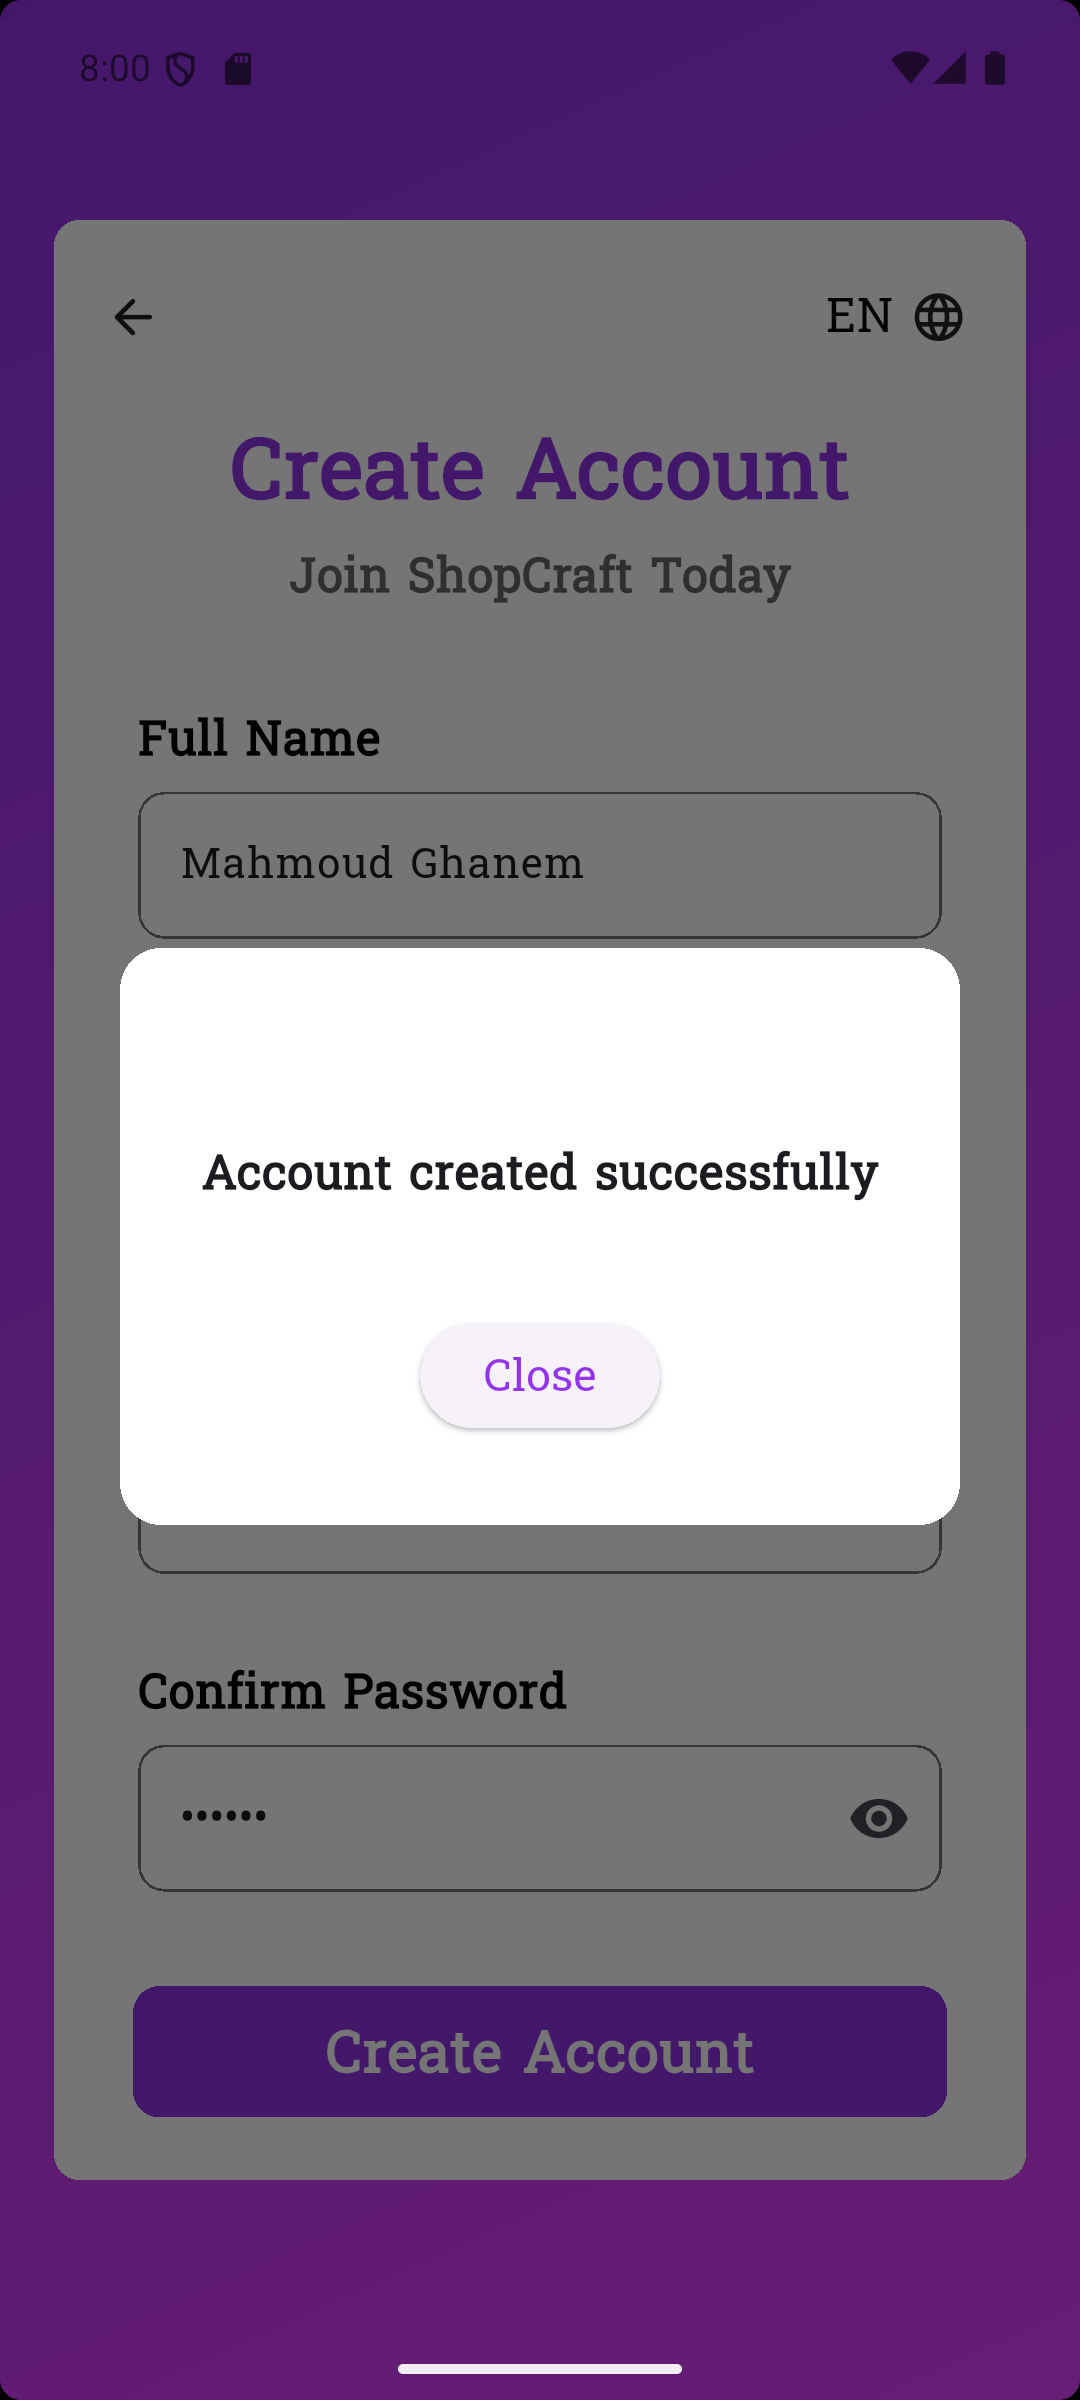 8:00
EN
Create Account
Join ShopCraft Today
Full Name
Mahmoud Ghanem
Account created successfully
Close
Confirm Password
••••••
Create Account